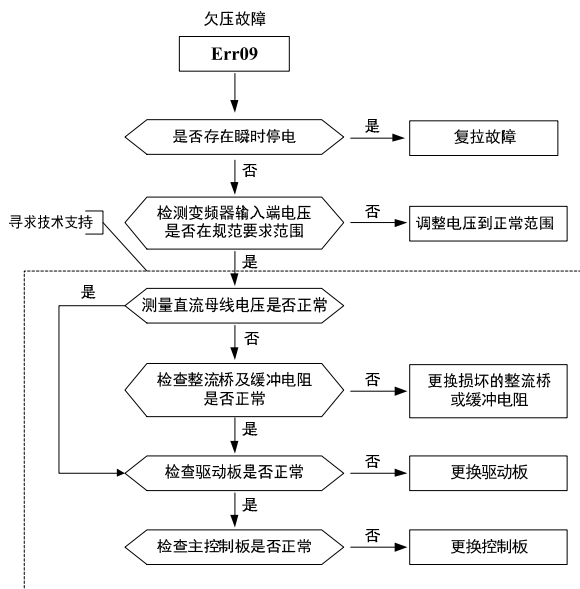 欠压故障
Err09
是否存在瞬时停电
是
复拉故障
否
检测变频器输入端电压
是否在规范要求范围
否
调整电压到正常范围
寻求技术支持
是
是
测量直流母线电压是否正常
否
检查整流桥及缓冲电阻
是否正常
否
更换损坏的整流桥
或缓冲电阻
是
检查驱动板是否正常
否
更换驱动板
是
检查主控制板是否正常
否
更换控制板